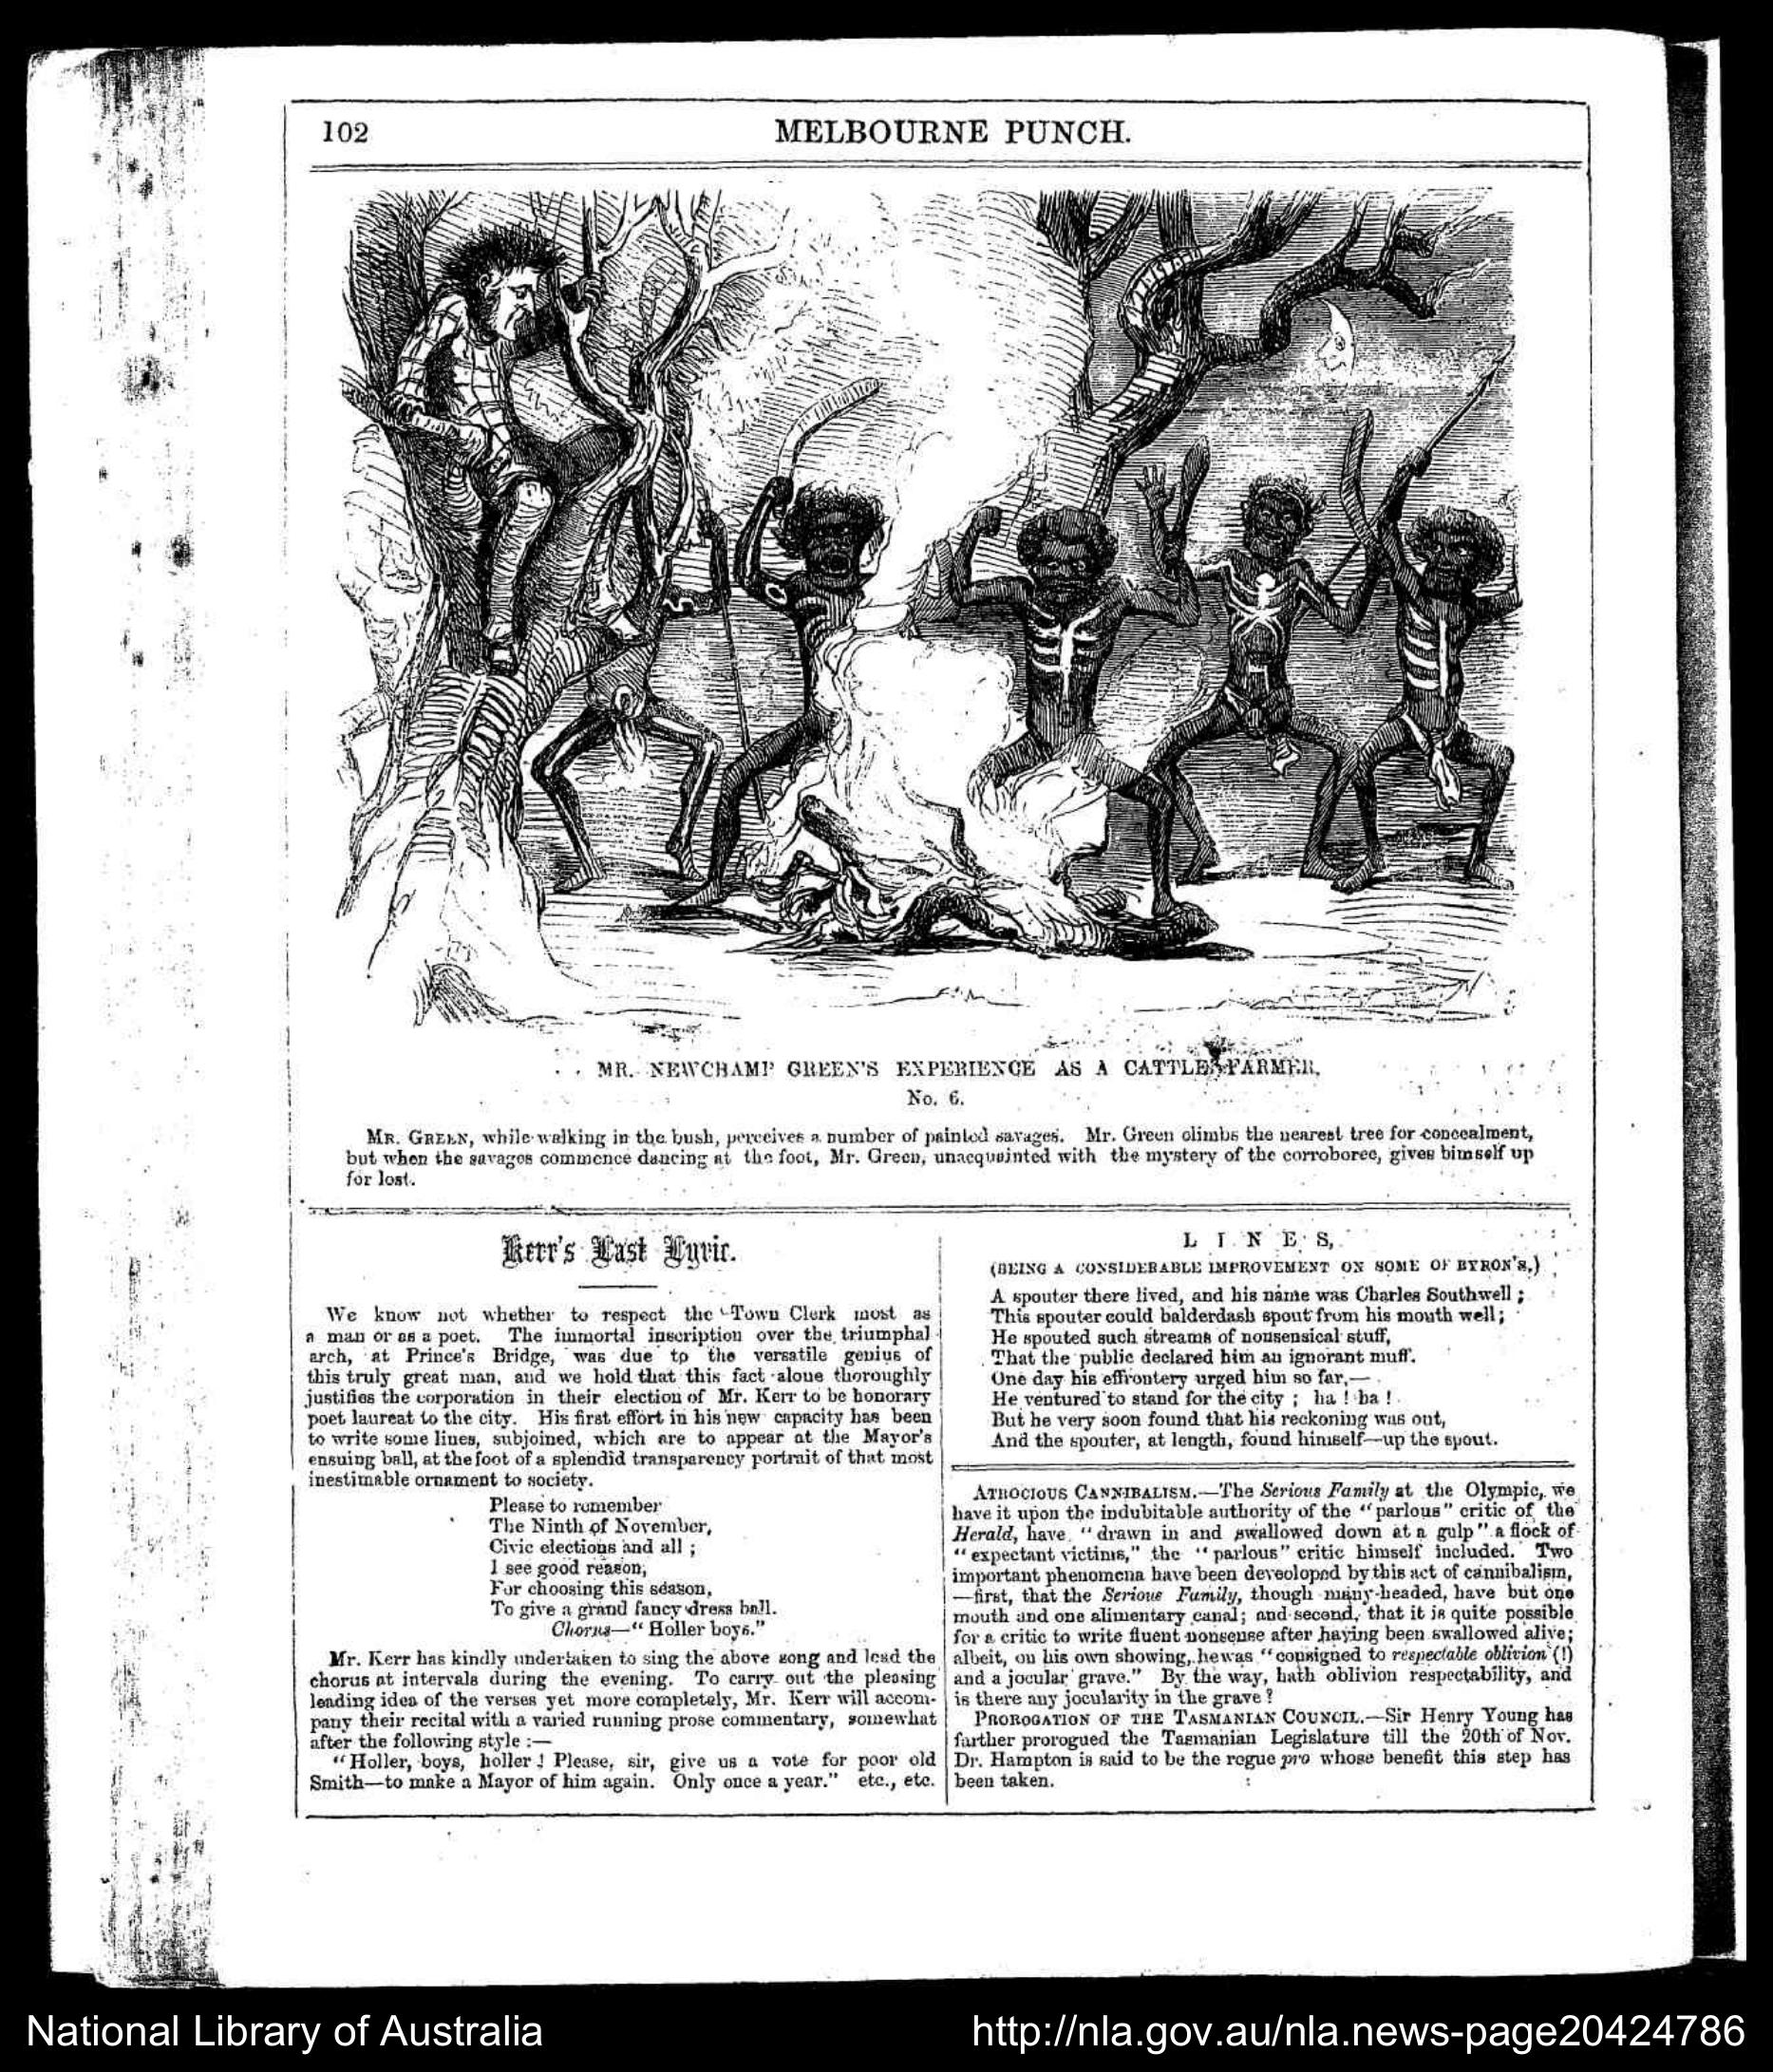 102
MELBOURNE PUNCH.
MR. NEWCHAMP GREEN'S EXPERIENCE AS A CATTLE FARMER.
No. 6.
MR. GREEN, while walking in the bush, perceives a number of painted savages. Mr. Green climbs the nearest tree for concealment,
but when the savages commence dancing at the foot, Mr. Green, unacquainted with the mystery of the corroboree, gives himself up
for lost.
Kerr's Last Lyric.
We know not whether to respect the Town Clerk most as
a man or as a poet. The immortal inscription over the triumphal
arch, at Prince's Bridge, was due to the versatile genius of
this truly great man, and we hold that this fact alone thoroughly
justifies the corporation in their election of Mr. Kerr to be honorary
poet laureat to the city. His first effort in his new capacity has been
to write some lines, subjoined, which are to appear at the Mayor's
ensuing ball, at the foot of a splendid transparency portrait of that most
inestimable ornament to society.
Please to remember
The Ninth of November,
Civic elections and all ;
I see good reason,
For choosing this season,
To give a grand fancy dress ball.
Chorus—"Holler boys."
Mr. Kerr has kindly undertaken to sing the above song and lead the
chorus at intervals during the evening. To carry out the pleasing
leading idea of the verses yet more completely, Mr. Kerr will accom-
pany their recital with a varied running prose commentary, somewhat
after the following style :—
"Holler, boys, holler ! Please, sir, give us a vote for poor old
Smith—to make a Mayor of him again. Only once a year." etc., etc.
LINES,
(BEING A CONSIDERABLE IMPROVEMENT ON SOME OF BYRON'S,)
A spouter there lived, and his name was Charles Southwell ;
This spouter could balderdash spout from his mouth well ;
He spouted such streams of nonsensical stuff,
That the public declared him an ignorant muff.
One day his effrontery urged him so far,—
He ventured to stand for the city ; ha ! ha !
But he very soon found that his reckoning was out,
And the spouter, at length, found himself—up the spout.
ATROCIOUS CANNIBALISM.—The Serious Family at the Olympic, we
have it upon the indubitable authority of the "parlous" critic of the
Herald, have "drawn in and swallowed down at a gulp" a flock of
"expectant victims," the "parlous" critic himself included. Two
important phenomena have been deveoloped by this act of cannibalism,
—first, that the Serious Family, though many-headed, have but one
mouth and one alimentary canal; and second, that it is quite possible
for a critic to write fluent nonsense after having been swallowed alive;
albeit, on his own showing, he was "consigned to respectable oblivion (!)
and a jocular grave." By the way, hath oblivion respectability, and
is there any jocularity in the grave ?
PROROGATION OF THE TASMANIAN COUNCIL.—Sir Henry Young has
further prorogued the Tasmanian Legislature till the 20th of Nov.
Dr. Hampton is said to be the rogue pro whose benefit this step has
been taken.
National Library of Australia
http://nla.gov.au/nla.news-page20424786